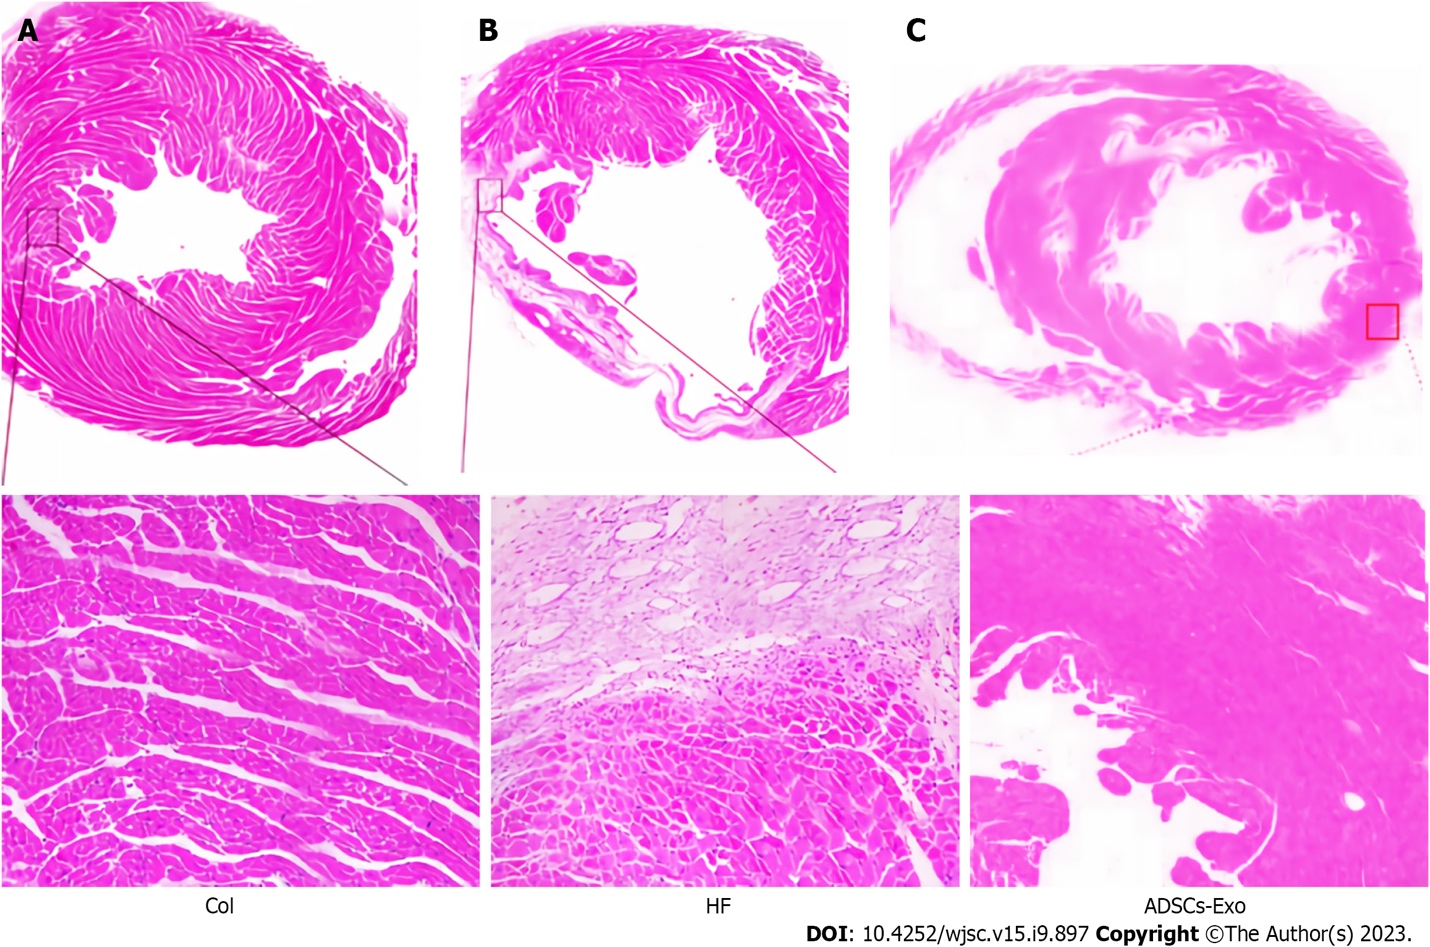 A B C
Col HF ADSCs-Exo
DOI: 10.4252/wjsc.v15.i9.897 Copyright ©The Author(s) 2023.